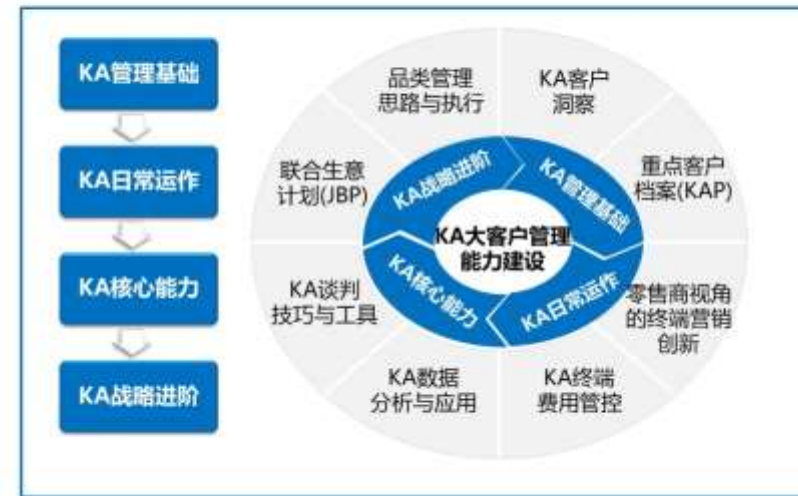 KA管理基础
KA日常运作
KA核心能力
KA战略进阶
品类管理
思路与执行
KA客户
洞察
重点客户
档案(KAP)
零售商视角
的终端营销
创新
KA终端
费用管控
KA数据
分析与应用
KA谈判
技巧与工具
联合生意
计划(JBP)
KA战略进阶
KA管理基础
KA日常运作
KA核心能力
KA大客户管理
能力建设